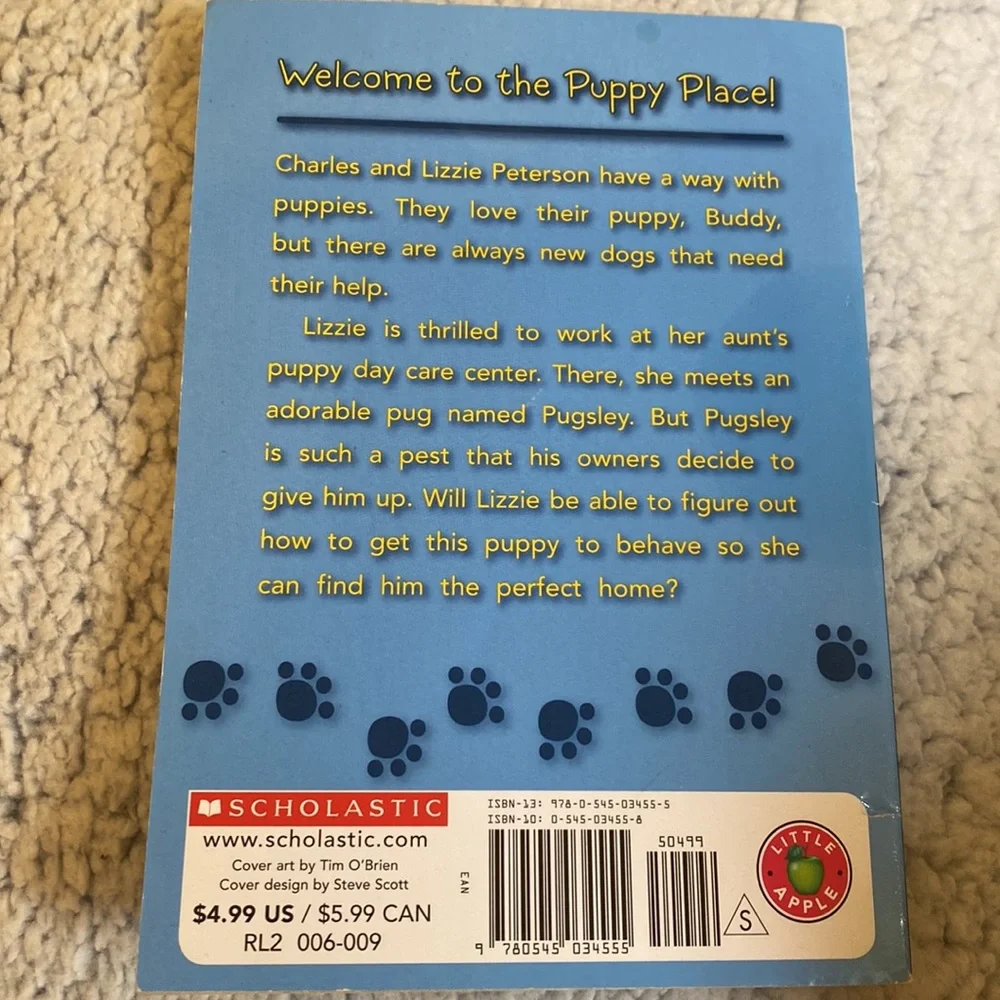 Welcome to the Puppy Place!
Charles and Lizzie Peterson have a way with
puppies. They love their puppy, Buddy,
but there are always new dogs that need
their help.
Lizzie is thrilled to work at her aunt's
puppy day care center. There, she meets an
adorable pug named Pugsley. But Pugsley
is such a pest that his owners decide to
give him up. Will Lizzie be able to figure out
how to get this puppy to behave so she
can find him the perfect home?
SCHOLASTIC
www.scholastic.com
Cover art by Tim O'Brien
Cover design by Steve Scott
$4.99 US / $5.99 CAN
RL2 006-009
EAN
ISBN-13: 978-0-545-03455-5
ISBN-10: 0-545-03455-8
50499
9 780545 034555
S
LITTLE
APPLE